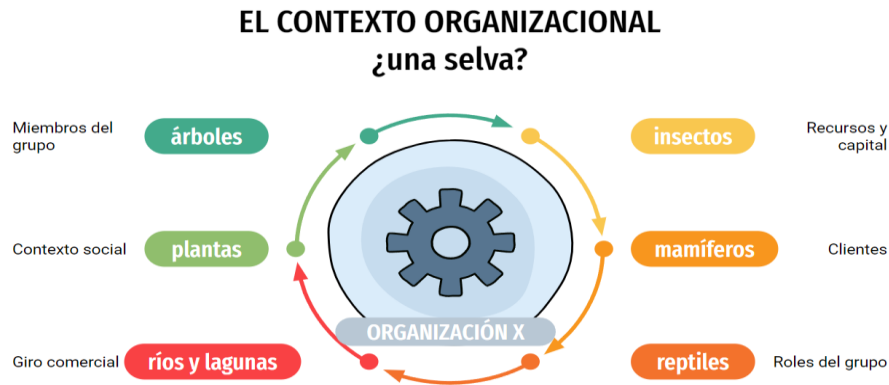 EL CONTEXTO ORGANIZACIONAL
¿una selva?
Miembros del
grupo
árboles
insectos
Recursos y
capital
Contexto social
plantas
mamíferos
Clientes
ORGANIZACIÓN X
Giro comercial
ríos y lagunas
reptiles
Roles del grupo